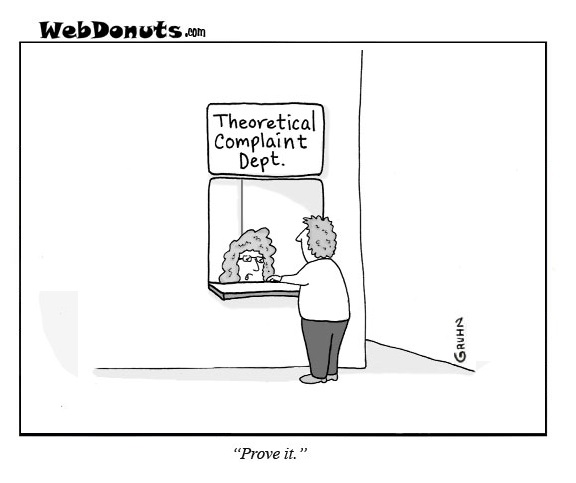 WebDonuts.com
Theoretical
Complaint
Dept.
GRUHN
“Prove it.”